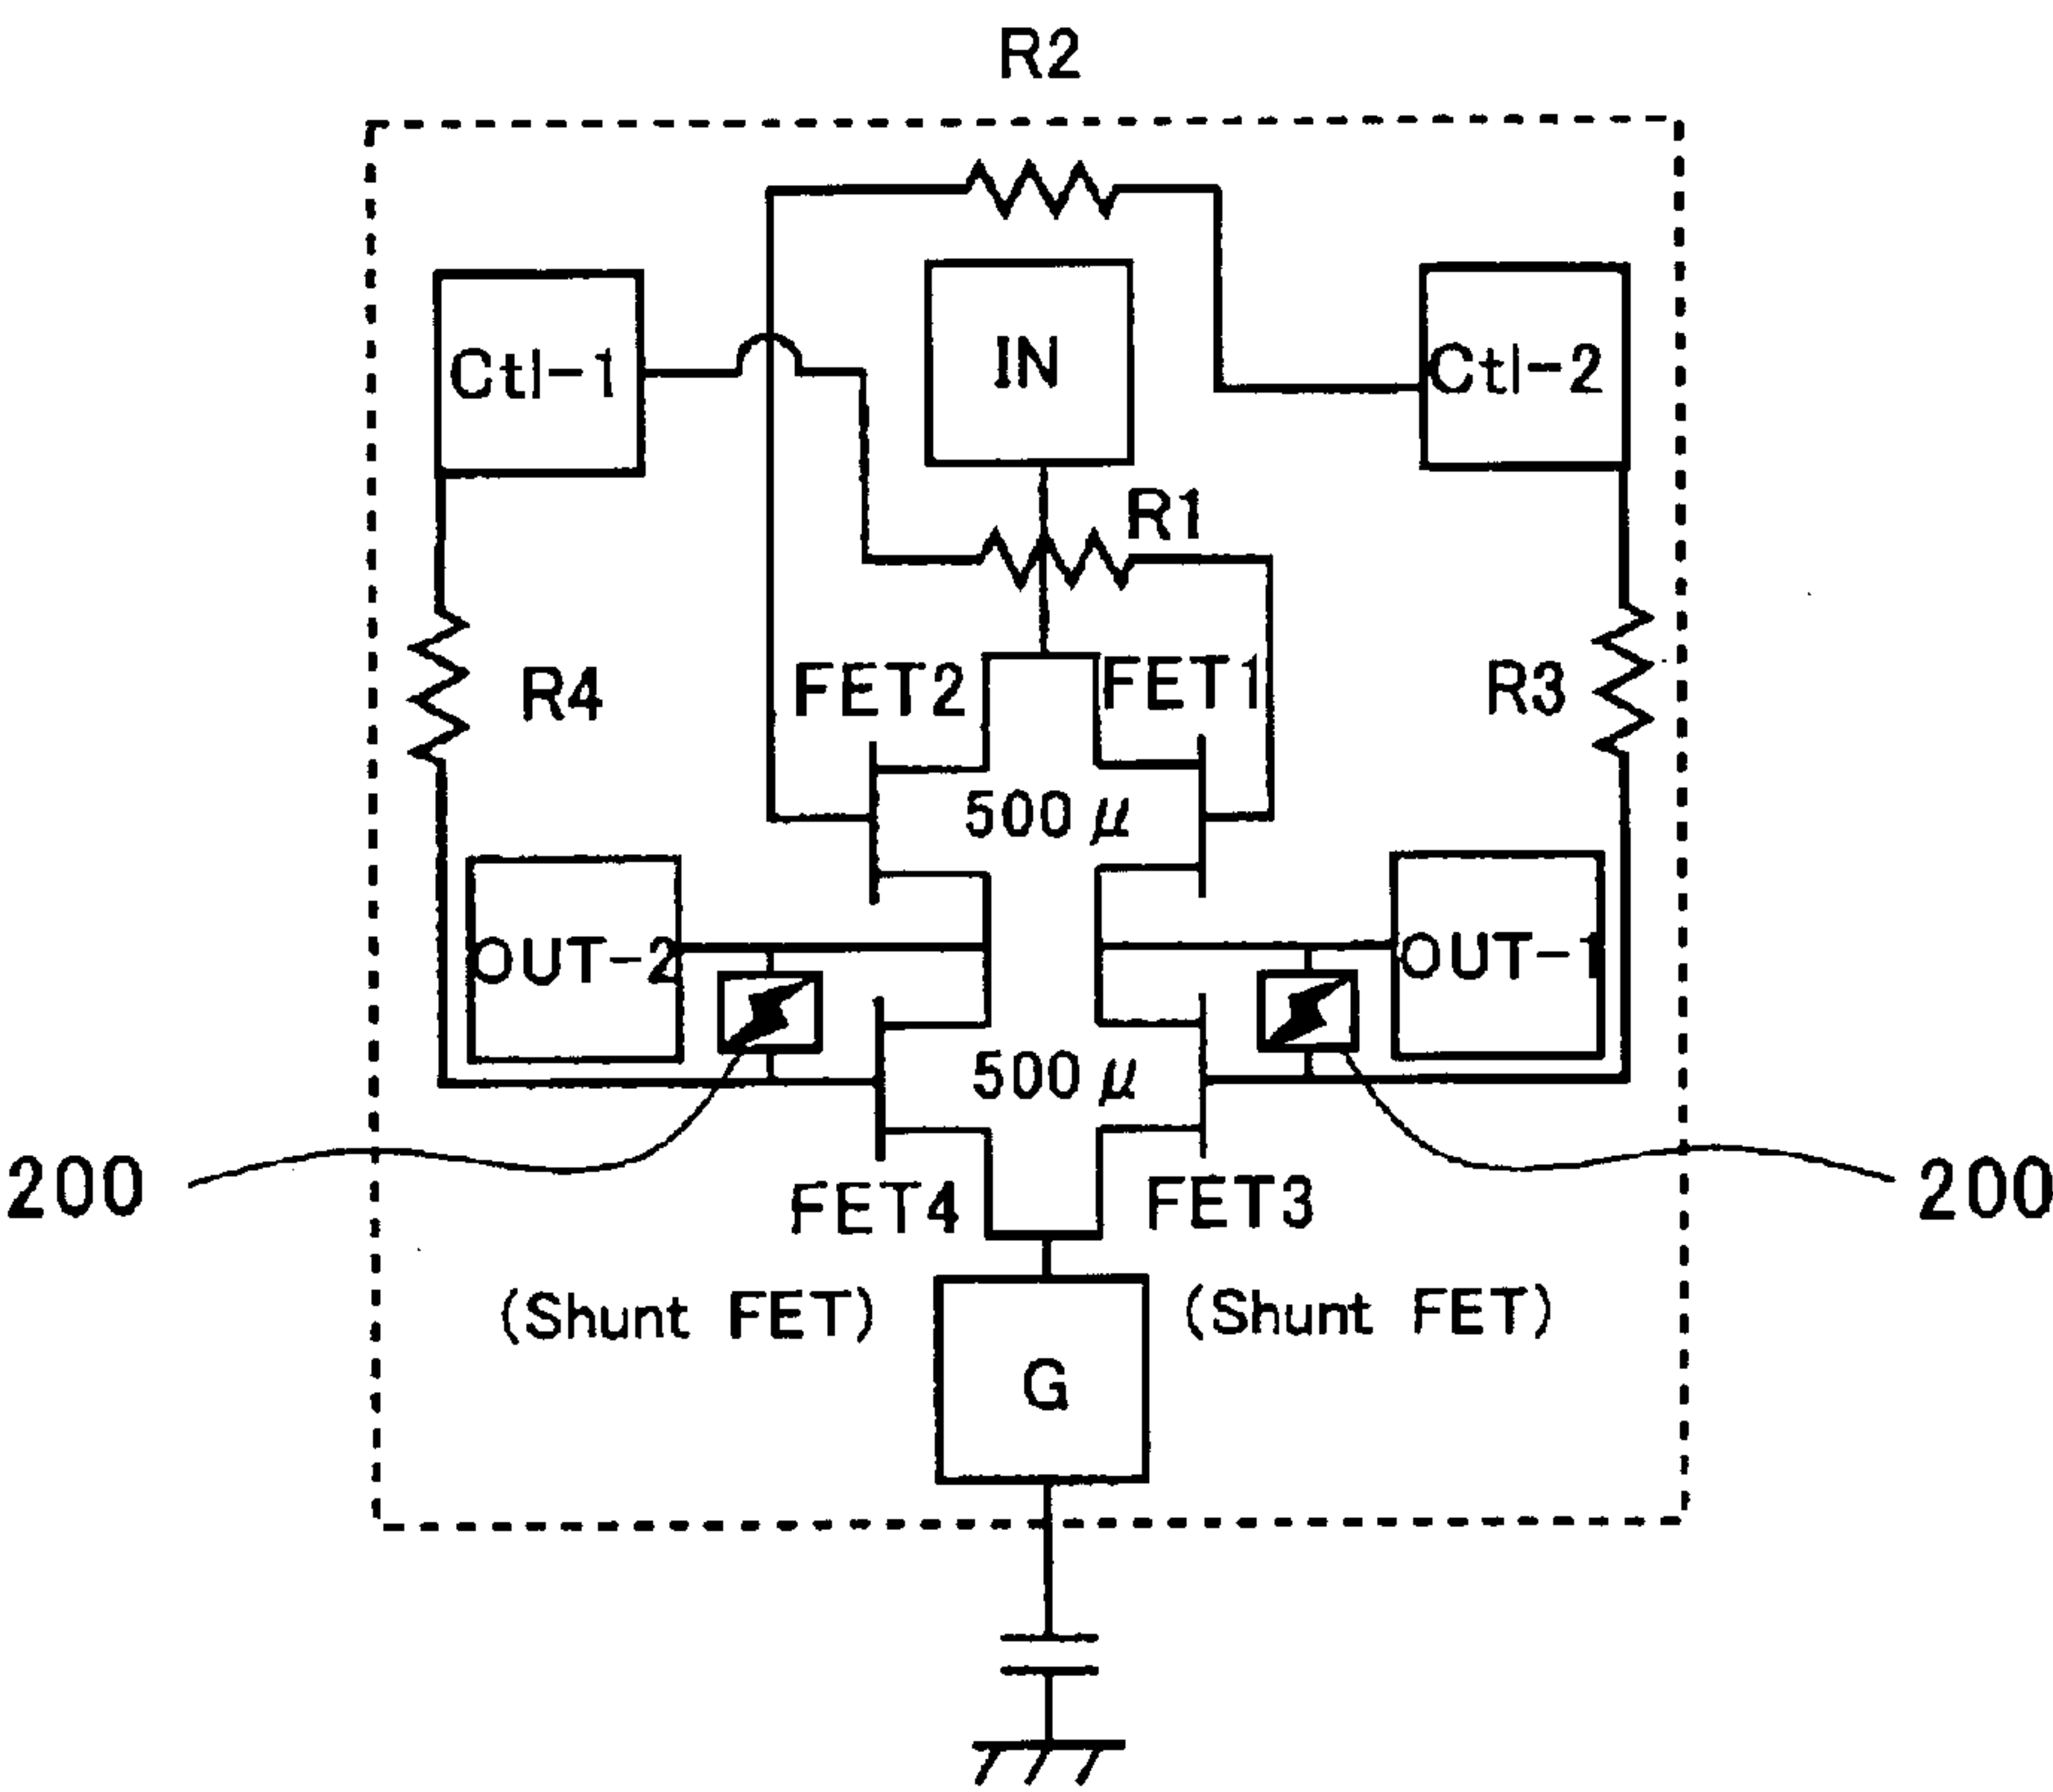 R2
Ctl-1
IN
Ctl-2
R1
R4
FET2
FET1
R3
500μ
OUT-2
OUT-1
500μ
200
200
FET4
FET3
(Shunt FET)
(Shunt FET)
G